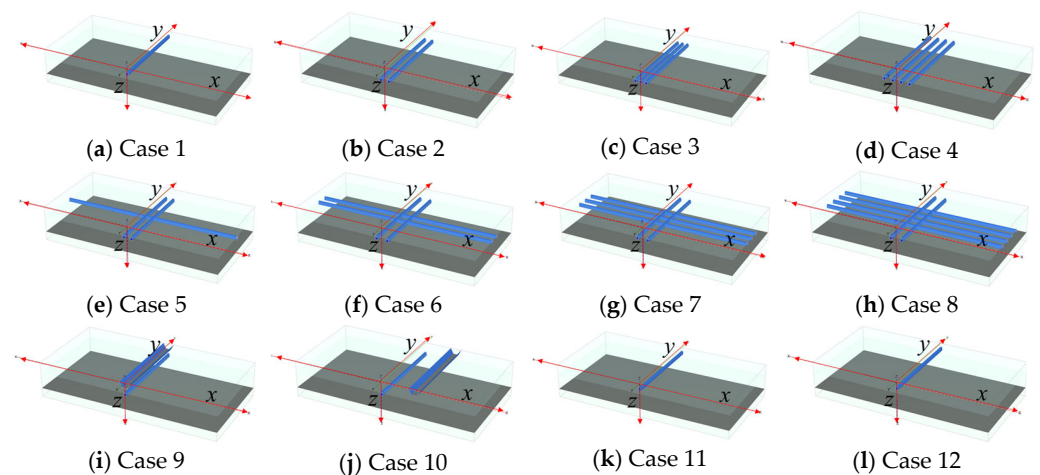 y
x
z
y
x
z
y
x
z
y
x
z
(a) Case 1
(b) Case 2
(c) Case 3
(d) Case 4
y
x
z
y
x
z
y
x
z
y
x
z
(e) Case 5
(f) Case 6
(g) Case 7
(h) Case 8
y
x
z
y
x
z
y
x
z
y
x
z
(i) Case 9
(j) Case 10
(k) Case 11
(l) Case 12